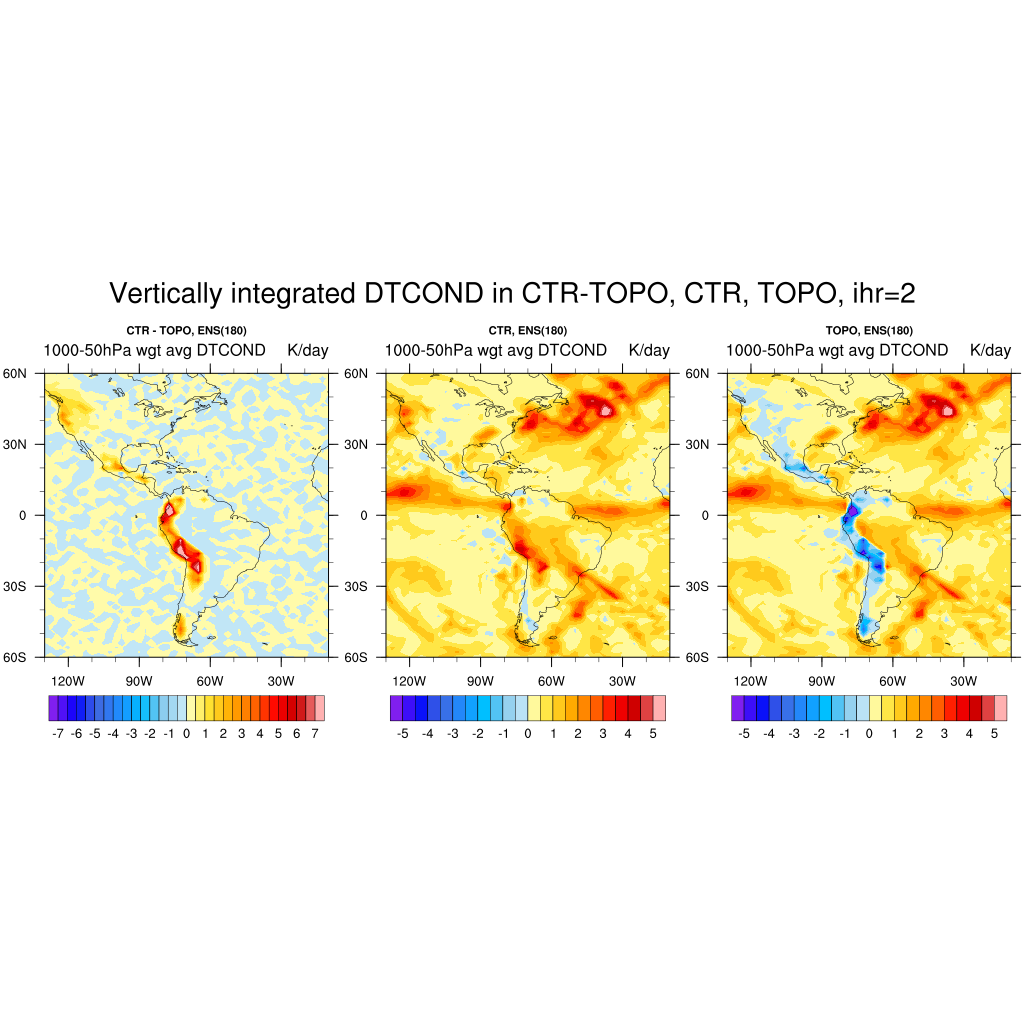 Vertically integrated DTCOND in CTR-TOPO, CTR, TOPO, ihr=2
CTR - TOPO, ENS(180)
1000-50hPa wgt avg DTCOND K/day
60N
30N
0
30S
60S
120W 90W 60W 30W
-7 -6 -5 -4 -3 -2 -1 0 1 2 3 4 5 6 7
CTR, ENS(180)
1000-50hPa wgt avg DTCOND K/day
60N
30N
0
30S
60S
120W 90W 60W 30W
-5 -4 -3 -2 -1 0 1 2 3 4 5
TOPO, ENS(180)
1000-50hPa wgt avg DTCOND K/day
60N
30N
0
30S
60S
120W 90W 60W 30W
-5 -4 -3 -2 -1 0 1 2 3 4 5